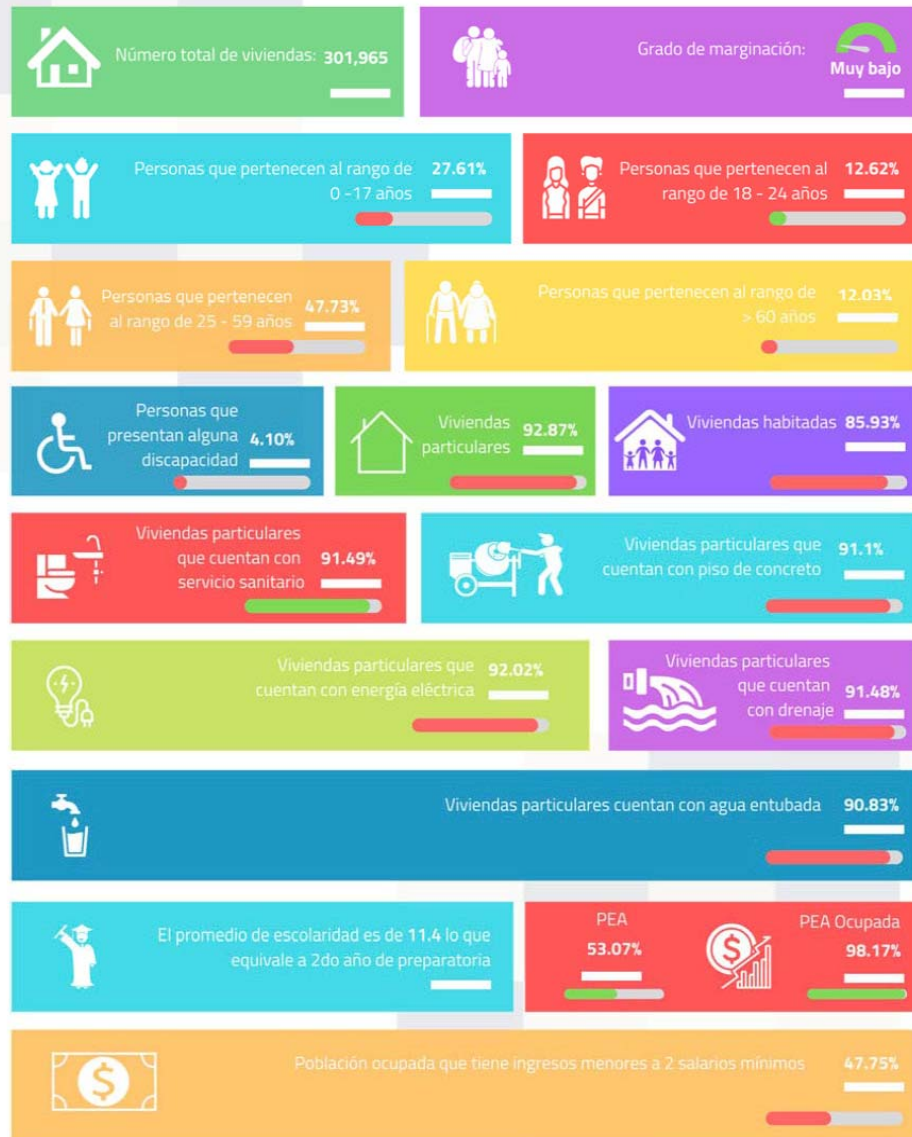 Número total de viviendas: 301,965
Grado de marginación:
Muy bajo
Personas que pertenecen al rango de 27.61%
0 -17 años
Personas que pertenecen al 12.62%
rango de 18 - 24 años
Personas que pertenecen 47.73%
al rango de 25 - 59 años
Personas que pertenecen al rango de 12.03%
> 60 años
Personas que
presentan alguna 4.10%
discapacidad
Viviendas 92.87%
particulares
Viviendas habitadas 85.93%
Viviendas particulares
que cuentan con 91.49%
servicio sanitario
Viviendas particulares que 91.1%
cuentan con piso de concreto
Viviendas particulares que 92.02%
cuentan con energía eléctrica
Viviendas particulares
que cuentan 91.48%
con drenaje
Viviendas particulares cuentan con agua entubada 90.83%
El promedio de escolaridad es de 11.4 lo que
equivale a 2do año de preparatoria
PEA
53.07%
PEA Ocupada
98.17%
Población ocupada que tiene ingresos menores a 2 salarios mínimos 47.75%